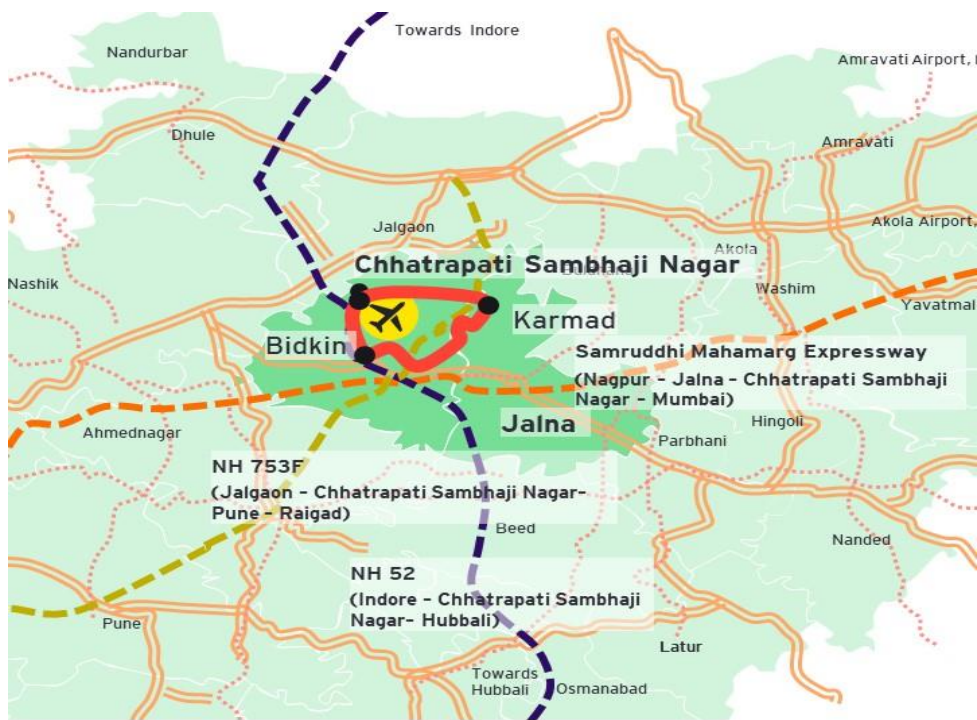 Towards Indore
Nandurbar
Amravati Airport,
Dhule
Amravati
Jalgaon
Akola Airport,
Chhatrapati Sambhaji Nagar
Akola
Buldhana
Nashik
Washim
Yavatmal
Karmad
Bidkin
Samruddhi Mahamarg Expressway
(Nagpur - Jalna - Chhatrapati Sambhaji
Nagar - Mumbai)
Jalna
Ahmednagar
Hingoli
Parbhani
NH 753F
(Jalgaon - Chhatrapati Sambhaji Nagar-
Pune - Raigad)
Beed
Nanded
NH 52
(Indore - Chhatrapati Sambhaji
Nagar- Hubbali)
Pune
Latur
Towards
Hubbali
Osmanabad